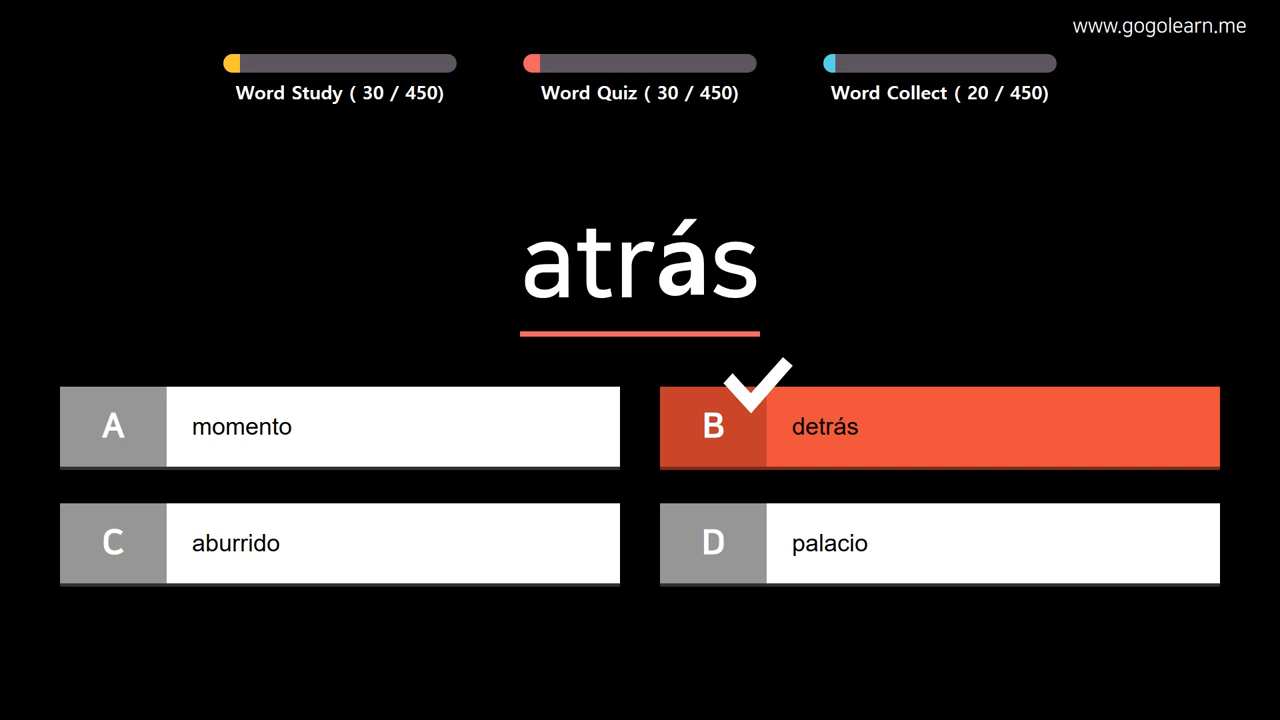 www.gogolearn.me
Word Study ( 30 / 450)
Word Quiz ( 30 / 450)
Word Collect ( 20 / 450)
atrás
A momento
B detrás
C aburrido
D palacio